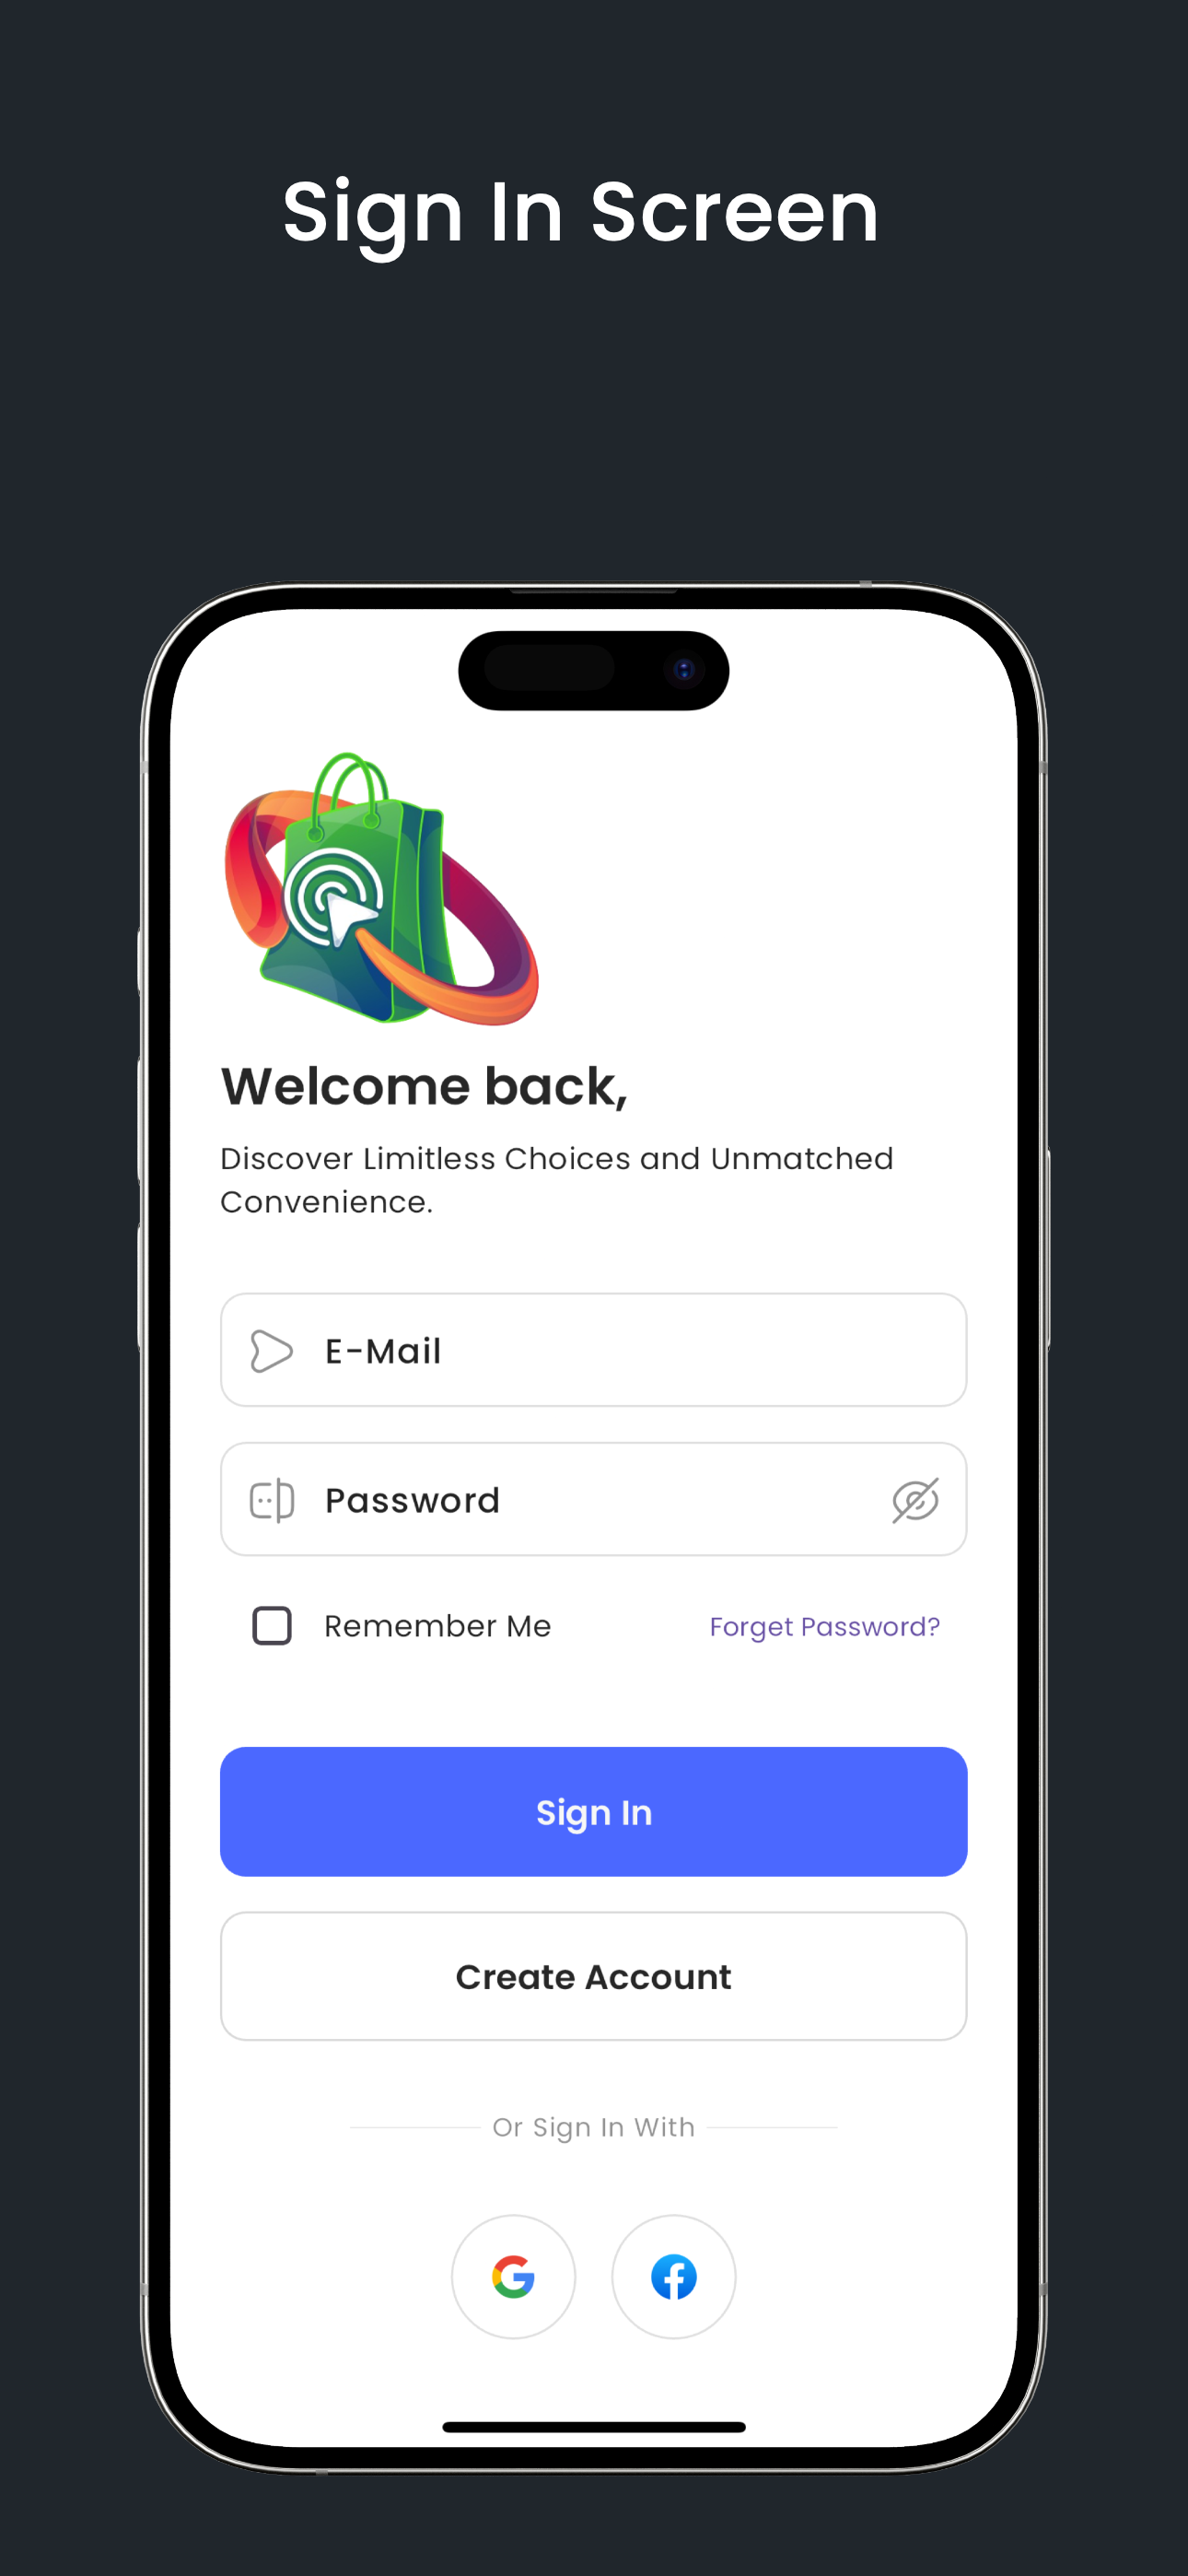 Sign In Screen
Welcome back,
Discover Limitless Choices and Unmatched
Convenience.
E-Mail
Password
Remember Me
Forget Password?
Sign In
Create Account
Or Sign In With